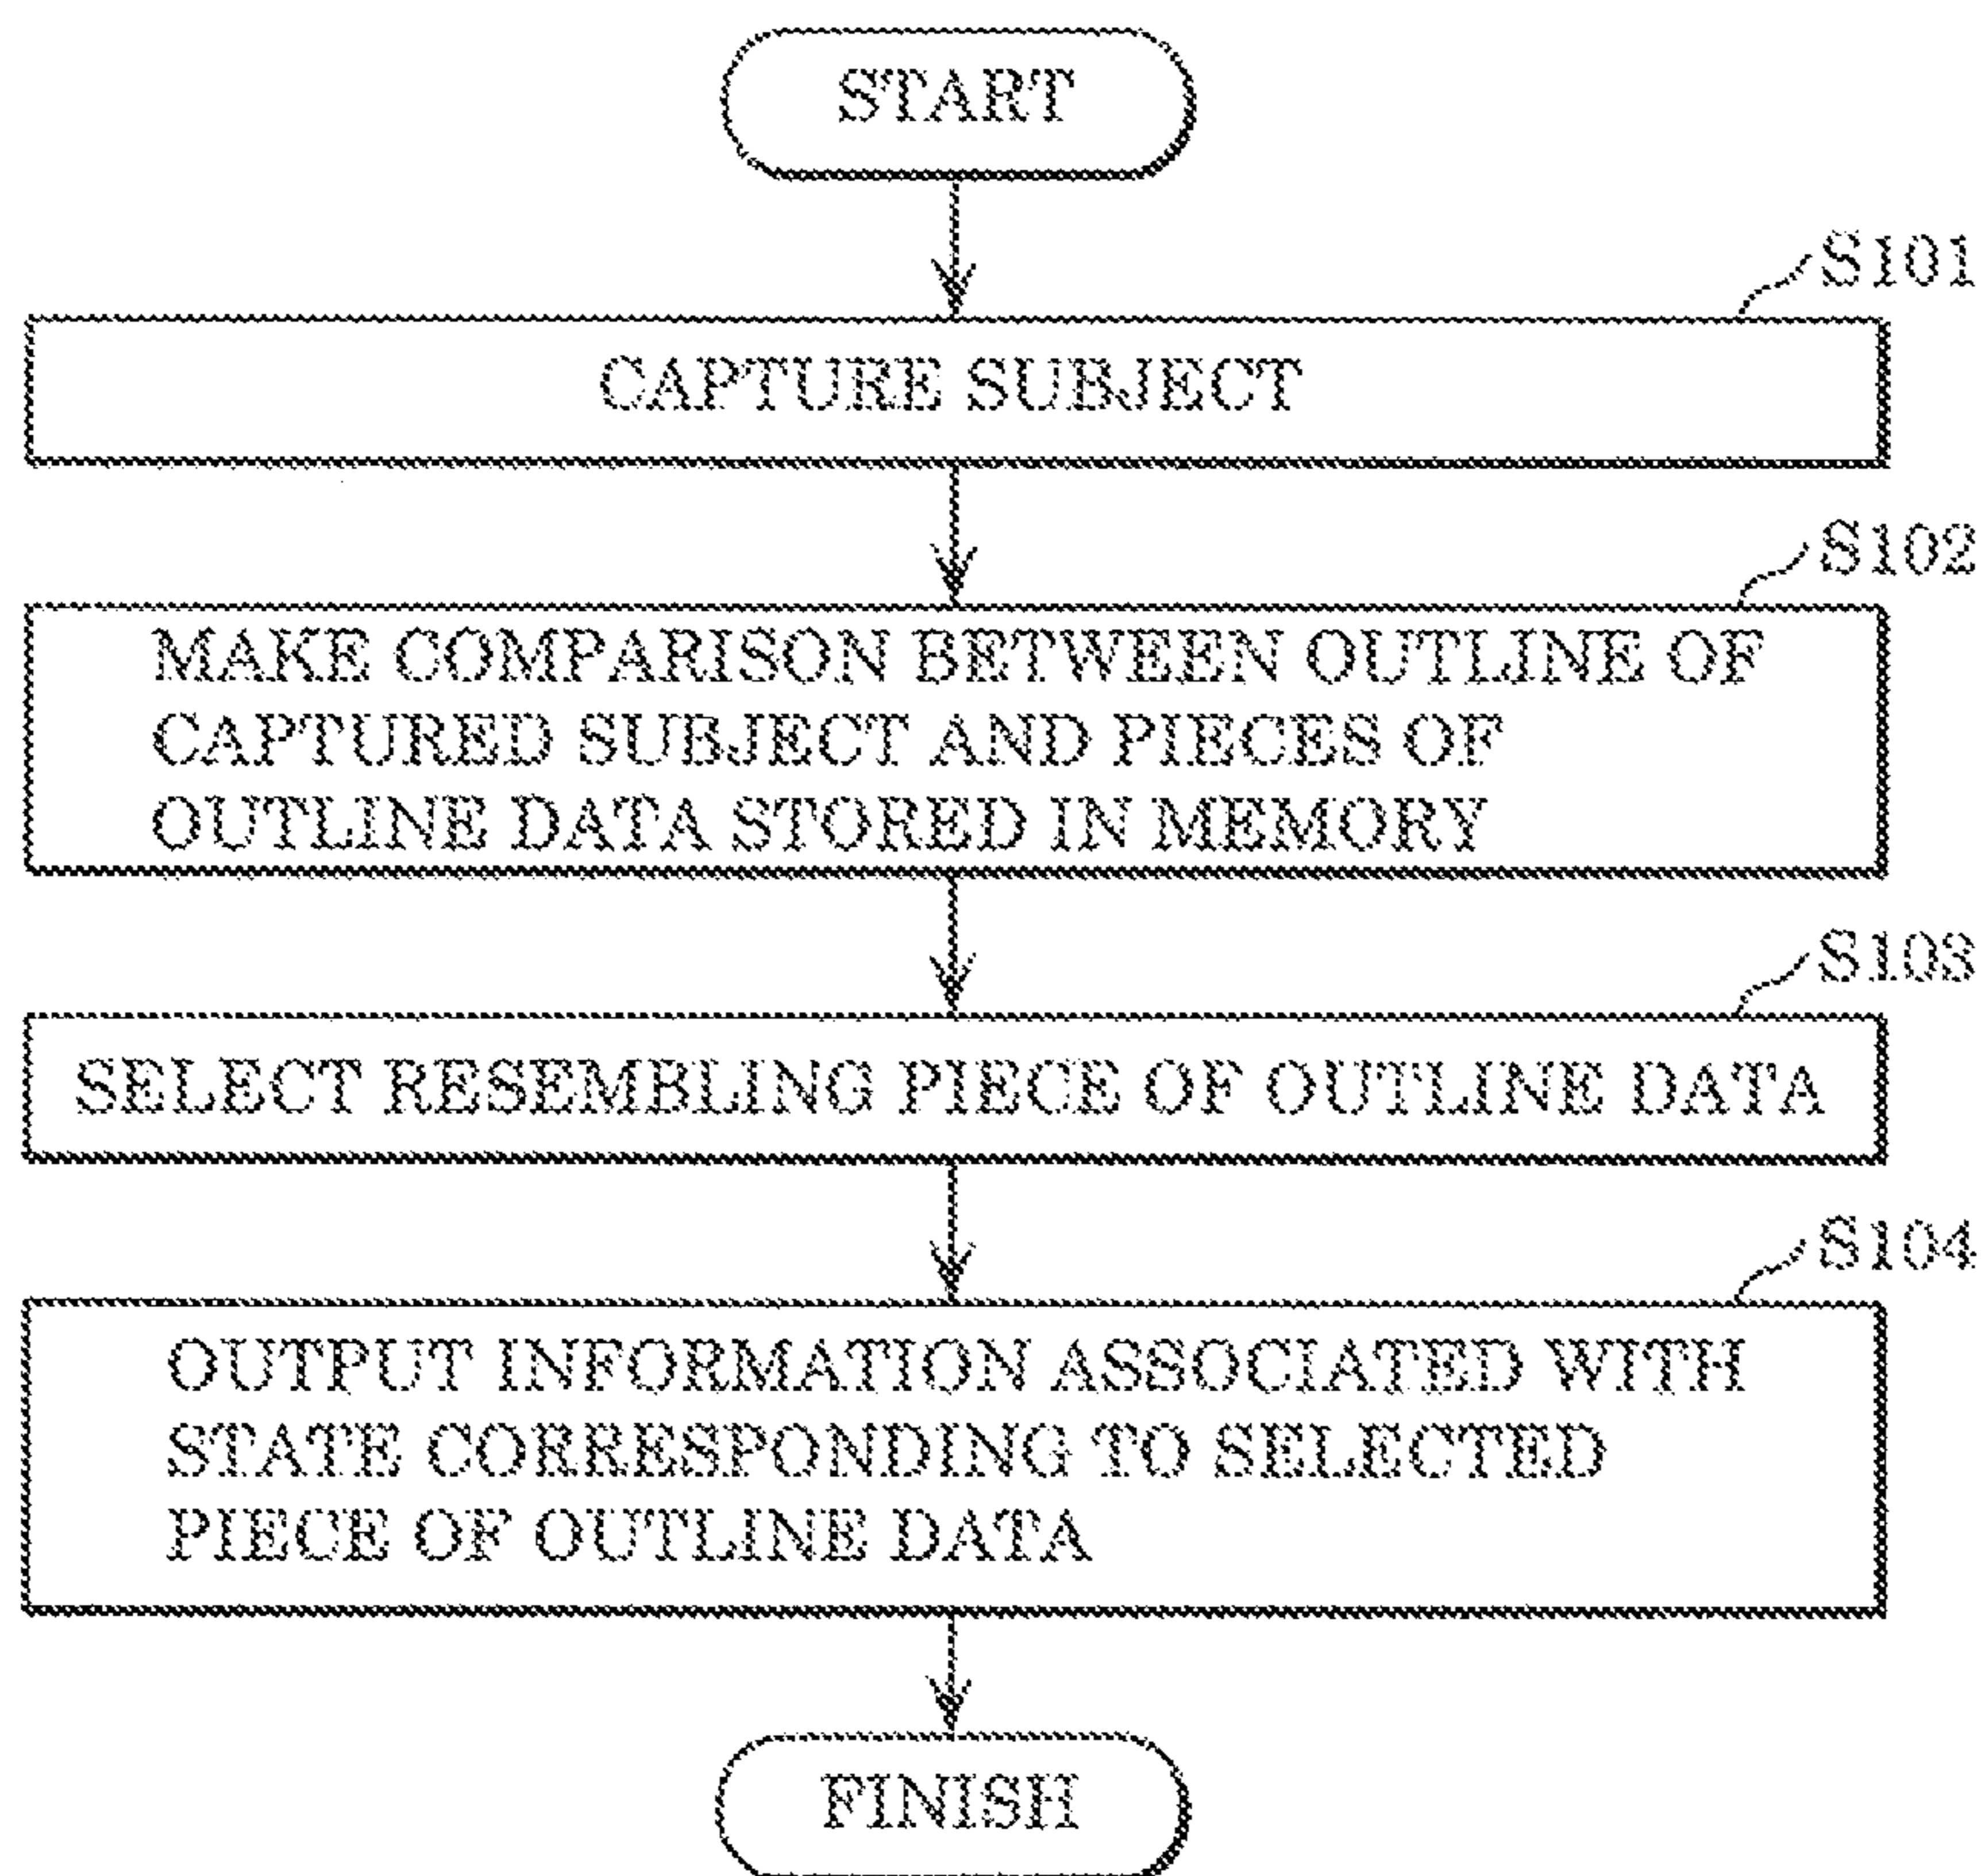 START
S101
CAPTURE SUBJECT
S102
MAKE COMPARISON BETWEEN OUTLINE OF
CAPTURED SUBJECT AND PIECES OF
OUTLINE DATA STORED IN MEMORY
S103
SELECT RESEMBLING PIECE OF OUTLINE DATA
S104
OUTPUT INFORMATION ASSOCIATED WITH
STATE CORRESPONDING TO SELECTED
PIECE OF OUTLINE DATA
FINISH